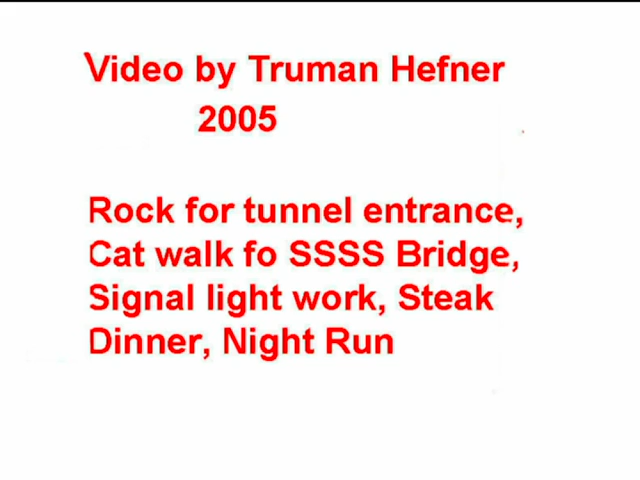 Video by Truman Hefner
2005
Rock for tunnel entrance,
Cat walk fo SSSS Bridge,
Signal light work, Steak
Dinner, Night Run